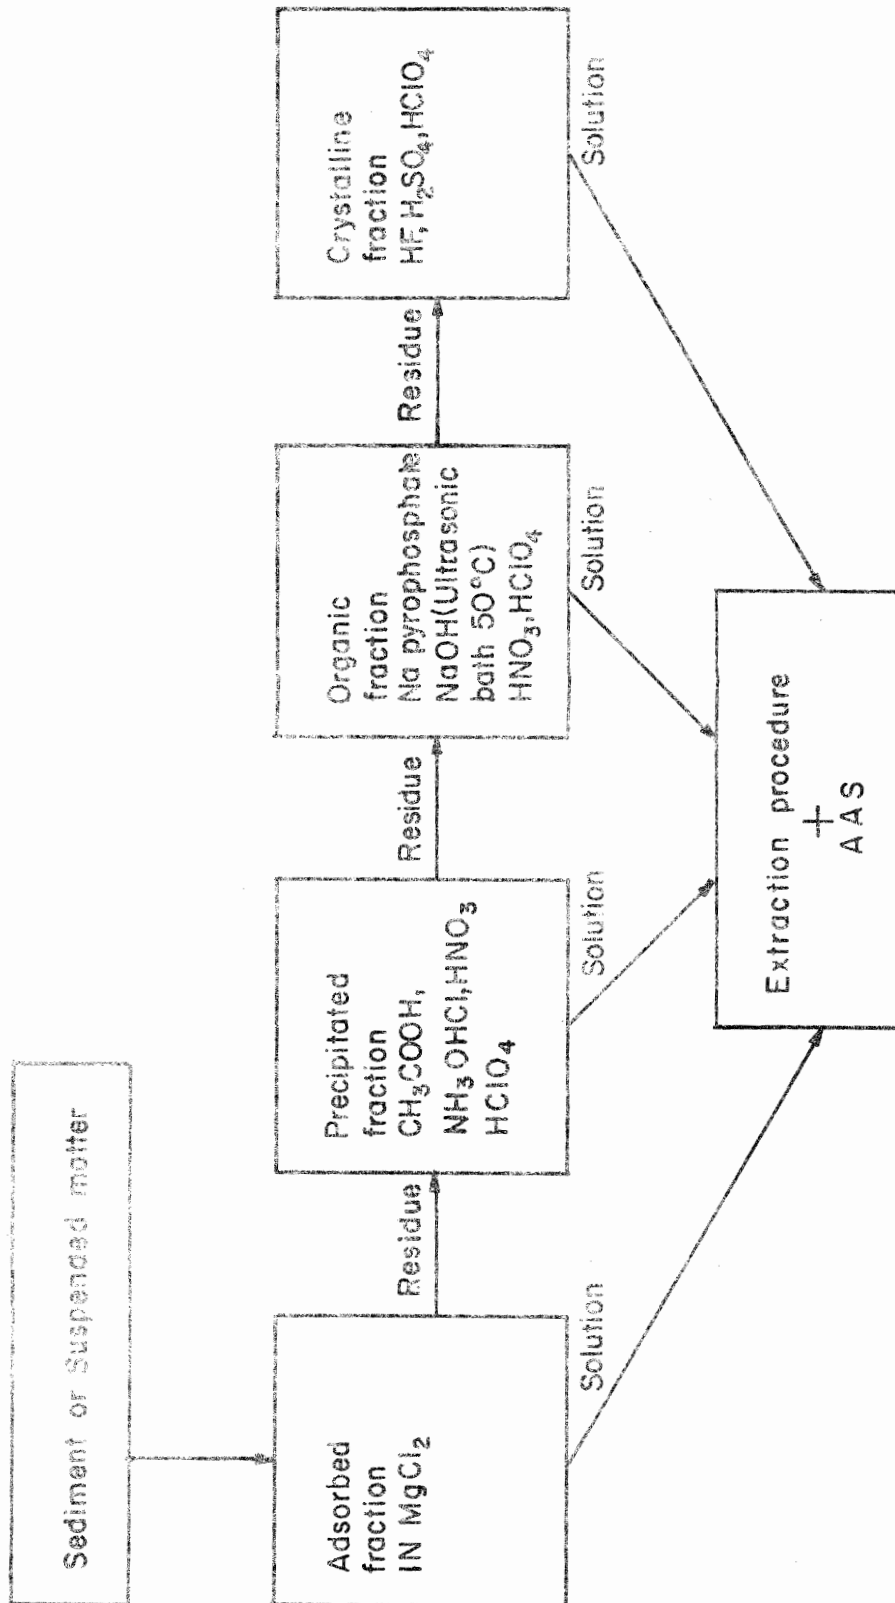 Sediment or Suspended matter
Adsorbed
fraction
1N MgCl₂
Residue
Solution
Precipitated
fraction
CH₃COOH,
NH₃OHCl,HNO₃
HClO₄
Residue
Solution
Organic
fraction
Na pyrophosphate
NaOH(Ultrasonic
bath 50°C)
HNO₃,HClO₄
Residue
Solution
Crystalline
fraction
HF,H₂SO₄,HClO₄
Solution
Extraction procedure
+
AAS